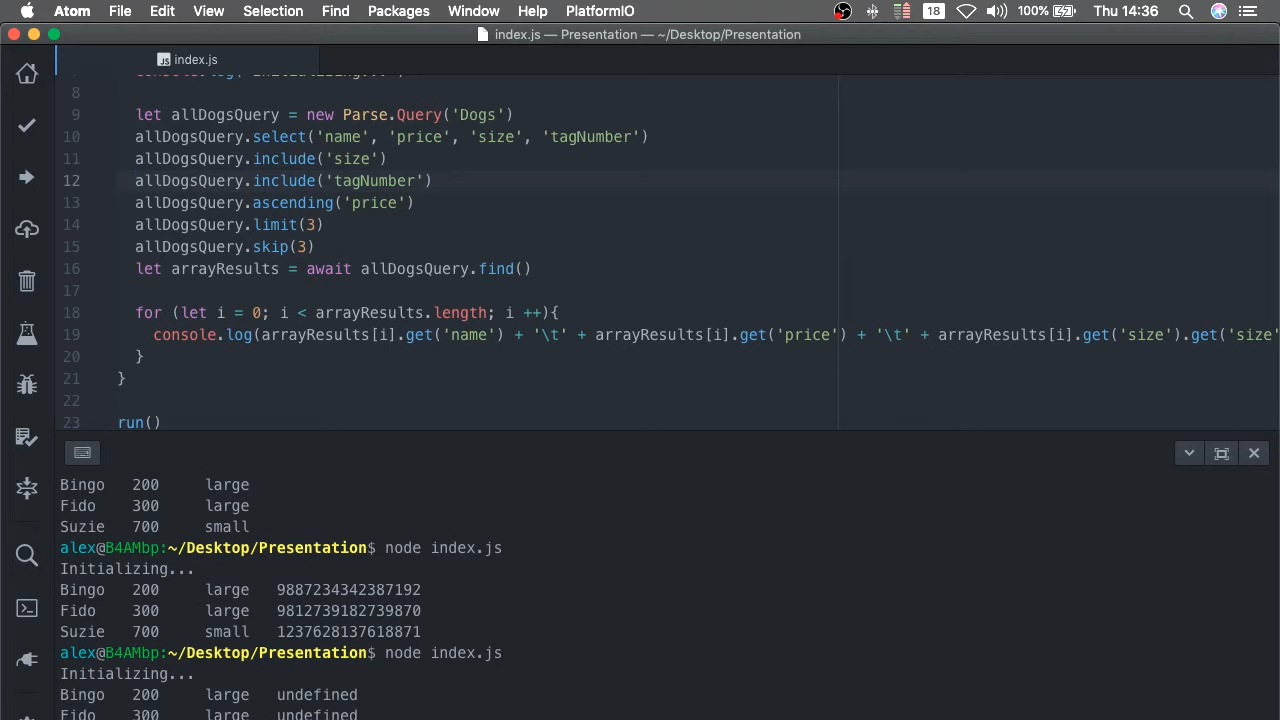 Atom File Edit View Selection Find Packages Window Help PlatformIO 18 100% Thu 14:36
index.js — Presentation — ~/Desktop/Presentation
JS index.js
8
9 let allDogsQuery = new Parse.Query('Dogs')
10 allDogsQuery.select('name', 'price', 'size', 'tagNumber')
11 allDogsQuery.include('size')
12 allDogsQuery.include('tagNumber')
13 allDogsQuery.ascending('price')
14 allDogsQuery.limit(3)
15 allDogsQuery.skip(3)
16 let arrayResults = await allDogsQuery.find()
17
18 for (let i = 0; i < arrayResults.length; i ++){
19 console.log(arrayResults[i].get('name') + '\t' + arrayResults[i].get('price') + '\t' + arrayResults[i].get('size').get('size'
20 }
21 }
22
23 run()
Bingo 200 large
Fido 300 large
Suzie 700 small
alex@B4AMbp:~/Desktop/Presentation$ node index.js
Initializing...
Bingo 200 large 9887234342387192
Fido 300 large 9812739182739870
Suzie 700 small 1237628137618871
alex@B4AMbp:~/Desktop/Presentation$ node index.js
Initializing...
Bingo 200 large undefined
Fido 300 large undefined